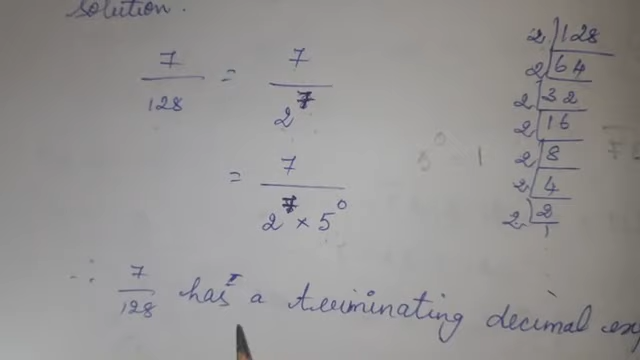 Solution.
7/128 = 7/2^7
= 7/2^7 × 5^0
∴ 7/128 has a terminating decimal
2 | 128
2 | 64
2 | 32
2 | 16
2 | 8
2 | 4
2 | 2
1